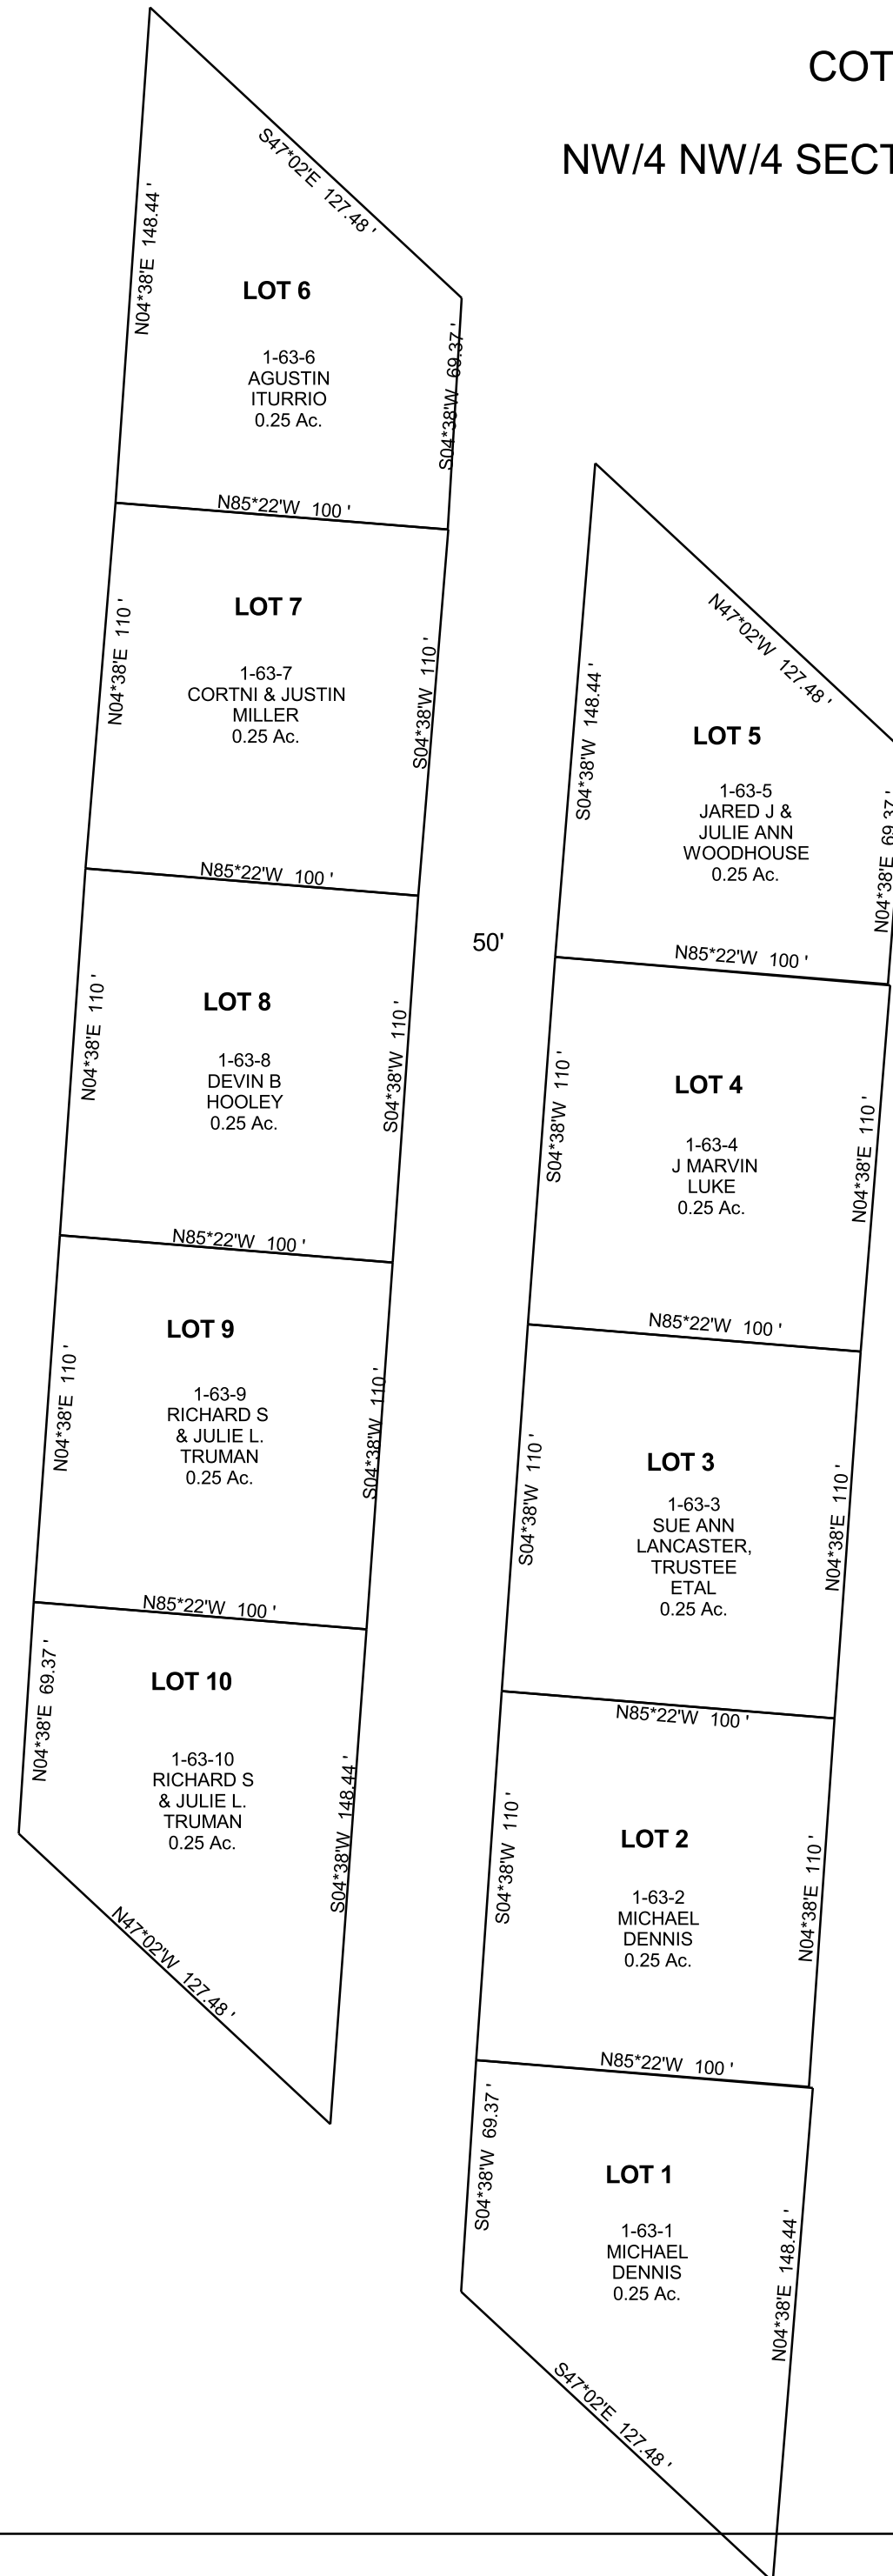 COT
NW/4 NW/4 SECT
S47*02'E 127.48 '
N04*38'E 148.44 '
LOT 6
1-63-6
AGUSTIN
ITURRIO
0.25 Ac.
S04*38'W 69.37 '
N85*22'W 100 '
LOT 7
N04*38'E 110 '
1-63-7
CORTNI & JUSTIN
MILLER
0.25 Ac.
S04*38'W 110 '
N85*22'W 100 '
LOT 8
N04*38'E 110 '
1-63-8
DEVIN B
HOOLEY
0.25 Ac.
S04*38'W 110 '
N85*22'W 100 '
LOT 9
N04*38'E 110 '
1-63-9
RICHARD S
& JULIE L.
TRUMAN
0.25 Ac.
S04*38'W 110 '
N85*22'W 100 '
N04*38'E 69.37 '
LOT 10
1-63-10
RICHARD S
& JULIE L.
TRUMAN
0.25 Ac.
S04*38'W 148.44 '
N47*02'W 127.48 '
50'
N47*02'W 127.48 '
S04*38'W 148.44 '
LOT 5
1-63-5
JARED J &
JULIE ANN
WOODHOUSE
0.25 Ac.
N04*38'E 69.37 '
N85*22'W 100 '
LOT 4
S04*38'W 110 '
1-63-4
J MARVIN
LUKE
0.25 Ac.
N04*38'E 110 '
N85*22'W 100 '
LOT 3
S04*38'W 110 '
1-63-3
SUE ANN
LANCASTER,
TRUSTEE
ETAL
0.25 Ac.
N04*38'E 110 '
N85*22'W 100 '
LOT 2
S04*38'W 110 '
1-63-2
MICHAEL
DENNIS
0.25 Ac.
N04*38'E 110 '
N85*22'W 100 '
S04*38'W 69.37 '
LOT 1
1-63-1
MICHAEL
DENNIS
0.25 Ac.
N04*38'E 148.44 '
S47*02'E 127.48 '